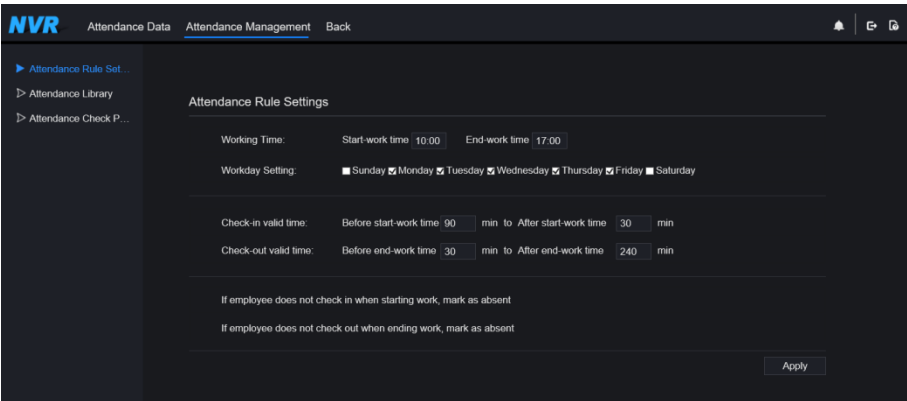 NVR Attendance Data Attendance Management Back
Attendance Rule Set...
Attendance Library
Attendance Check P...
Attendance Rule Settings
Working Time: Start-work time 10:00 End-work time 17:00
Workday Setting: Sunday Monday Tuesday Wednesday Thursday Friday Saturday
Check-in valid time: Before start-work time 90 min to After start-work time 30 min
Check-out valid time: Before end-work time 30 min to After end-work time 240 min
If employee does not check in when starting work, mark as absent
If employee does not check out when ending work, mark as absent
Apply